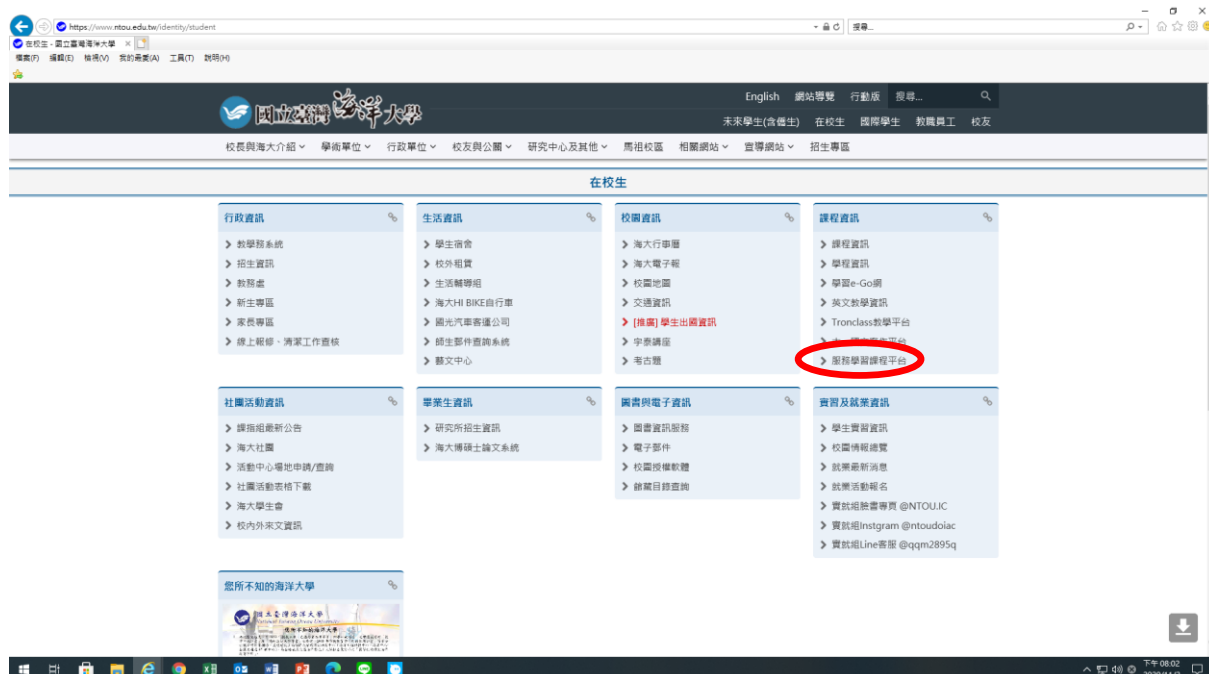 https://www.ntou.edu.tw/identity/student
搜尋...
在校生 - 國立臺灣海洋大學
檔案(F) 編輯(E) 檢視(V) 我的最愛(A) 工具(T) 說明(H)
國立臺灣海洋大學
English 網站導覽 行動版 搜尋...
未來學生(含僑生) 在校生 國際學生 教職員工 校友
校長與海大介紹 學術單位 行政單位 校友與公關 研究中心及其他 馬祖校區 相關網站 宣導網站 招生專區
在校生
行政資訊
教學務系統
招生資訊
教務處
新生專區
家長專區
線上報修、清潔工作查核
生活資訊
學生宿舍
校外租賃
生活輔導組
海大HI BIKE自行車
國光汽車客運公司
師生郵件查詢系統
藝文中心
校園資訊
海大行事曆
海大電子報
校園地圖
交通資訊
[推廣] 學生出國資訊
宇泰講座
考古題
課程資訊
課程資訊
學程資訊
學習e-Go網
英文教學資訊
Tronclass教學平台
服務學習課程平台
社團活動資訊
課指組最新公告
海大社團
活動中心場地申請/查詢
社團活動表格下載
海大學生會
校內外來文資訊
畢業生資訊
研究所招生資訊
海大博碩士論文系統
圖書與電子資訊
圖書資訊服務
電子郵件
校園授權軟體
館藏目錄查詢
實習及就業資訊
學生實習資訊
校園情報總覽
就業最新消息
就業活動報名
實就組臉書專頁 @NTOU.IC
實就組Instgram @ntoudoiac
實就組Line客服 @qqm2895q
您所不知的海洋大學
國立臺灣海洋大學
下午 08:02